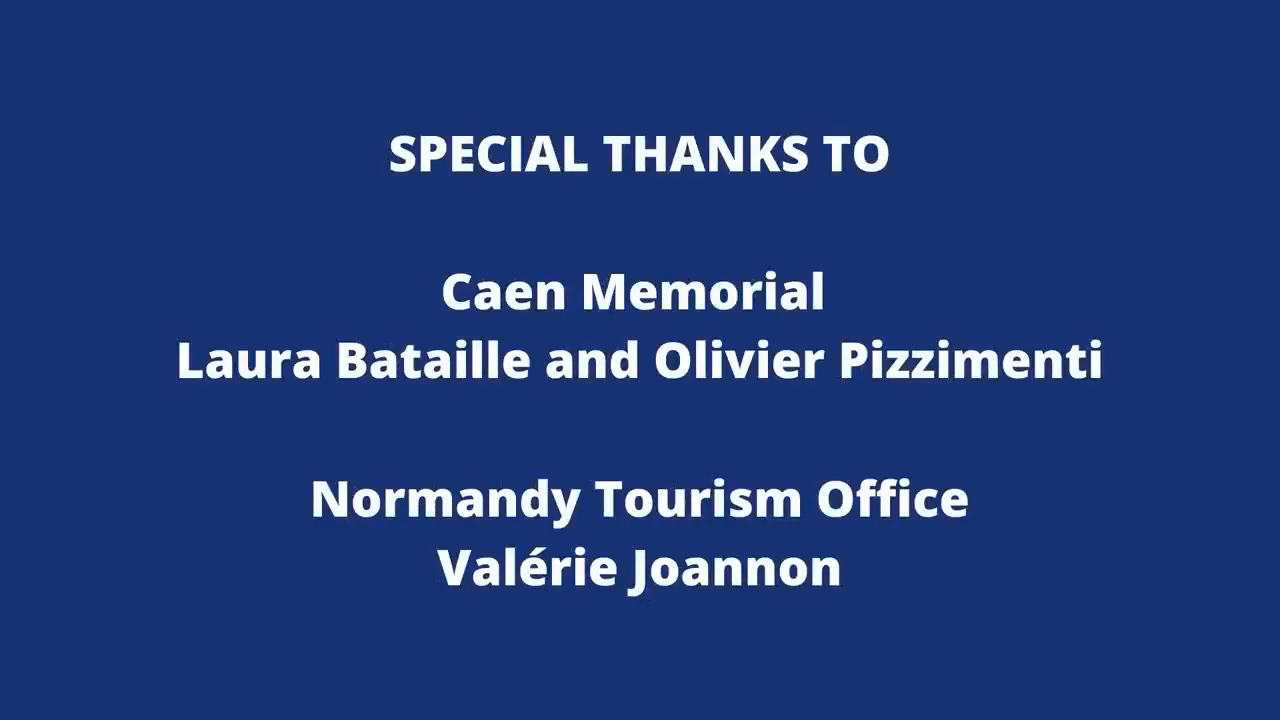 SPECIAL THANKS TO
Caen Memorial
Laura Bataille and Olivier Pizzimenti
Normandy Tourism Office
Valérie Joannon